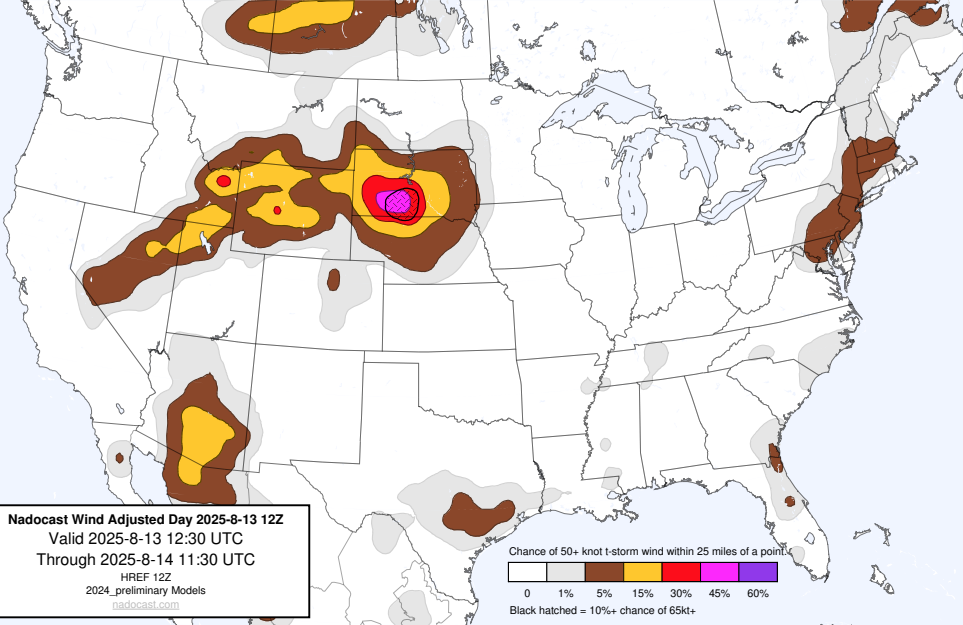 Nadocast Wind Adjusted Day 2025-8-13 12Z
Valid 2025-8-13 12:30 UTC
Through 2025-8-14 11:30 UTC
HREF 12Z
2024_preliminary Models
nadocast.com
Chance of 50+ knot t-storm wind within 25 miles of a point.
0 1% 5% 15% 30% 45% 60%
Black hatched = 10%+ chance of 65kt+